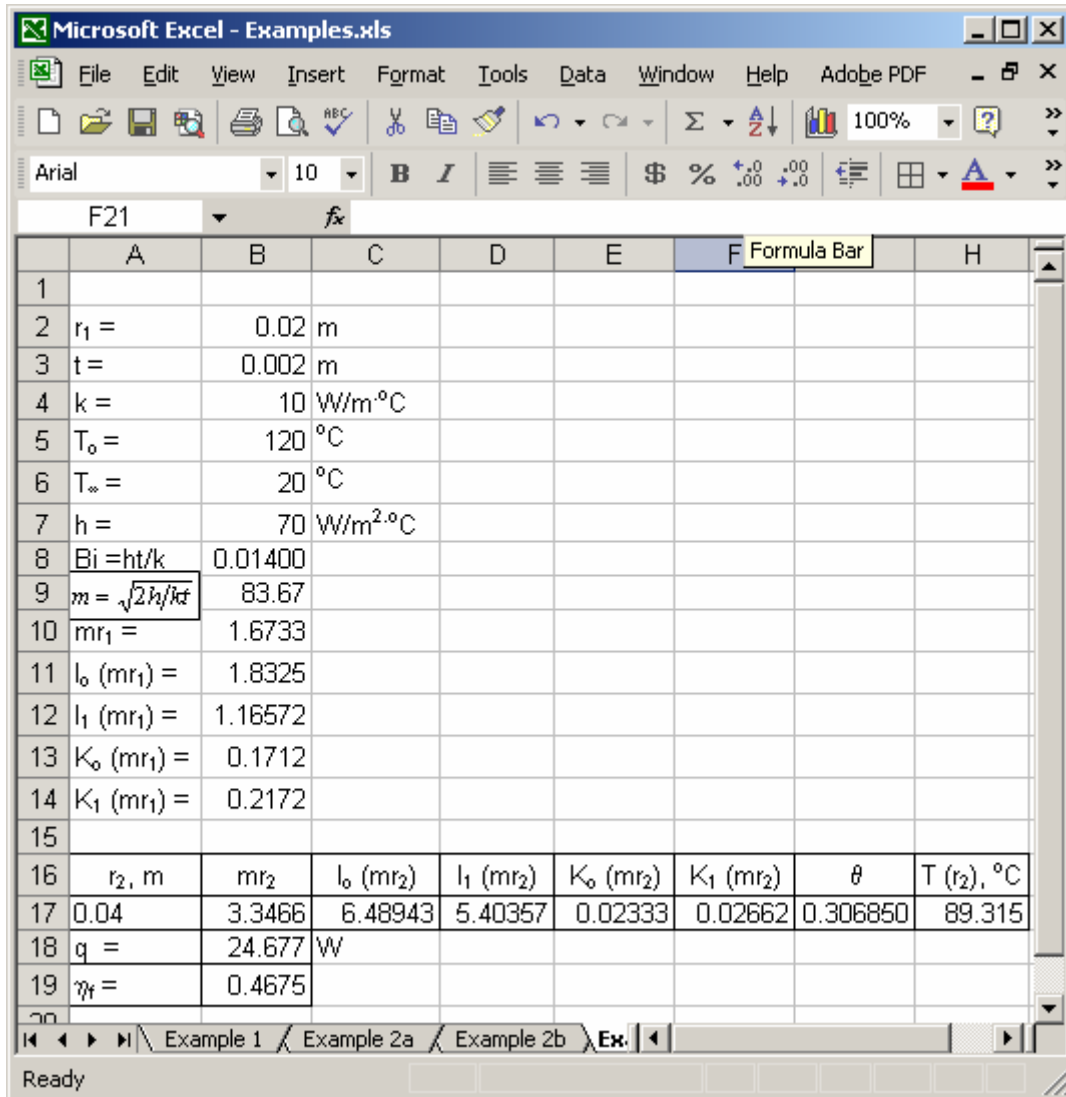 Microsoft Excel - Examples.xls
File Edit View Insert Format Tools Data Window Help Adobe PDF
ABC Σ A Z 100% ?
Arial 10 B I $ % .00 .0 A
F21 fx
A B C D E F Formula Bar H
1
2 r₁ = 0.02 m
3 t = 0.002 m
4 k = 10 W/m·°C
5 Tₒ = 120 °C
6 T∞ = 20 °C
7 h = 70 W/m²·°C
8 Bi =ht/k 0.01400
9 m = √2h/kt 83.67
10 mr₁ = 1.6733
11 Iₒ (mr₁) = 1.8325
12 I₁ (mr₁) = 1.16572
13 Kₒ (mr₁) = 0.1712
14 K₁ (mr₁) = 0.2172
15
16 r₂, m mr₂ Iₒ (mr₂) I₁ (mr₂) Kₒ (mr₂) K₁ (mr₂) θ T (r₂), °C
17 0.04 3.3466 6.48943 5.40357 0.02333 0.02662 0.306850 89.315
18 q = 24.677 W
19 ηf = 0.4675
20
Example 1 Example 2a Example 2b Ex
Ready